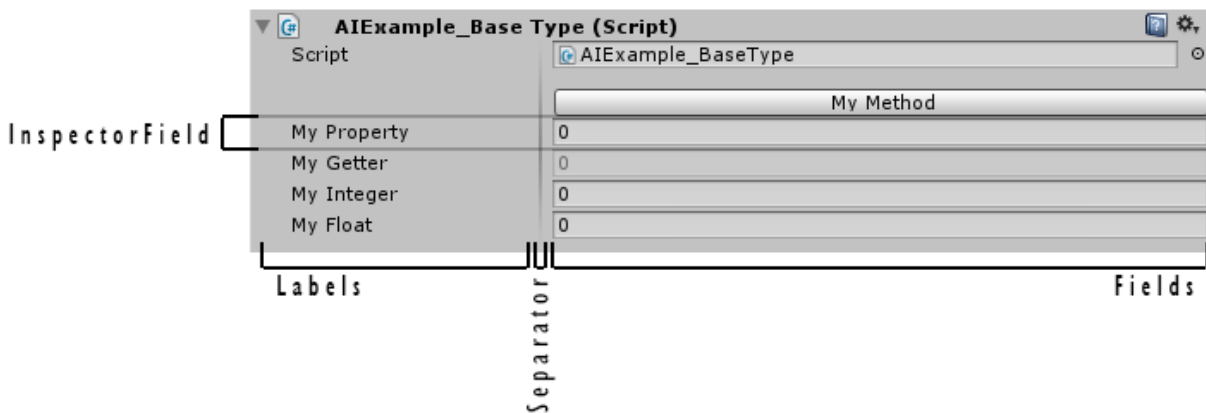 AIExample_Base Type (Script)
Script AIExample_BaseType
My Method
InspectorField My Property 0
My Getter 0
My Integer 0
My Float 0
Labels Separator Fields